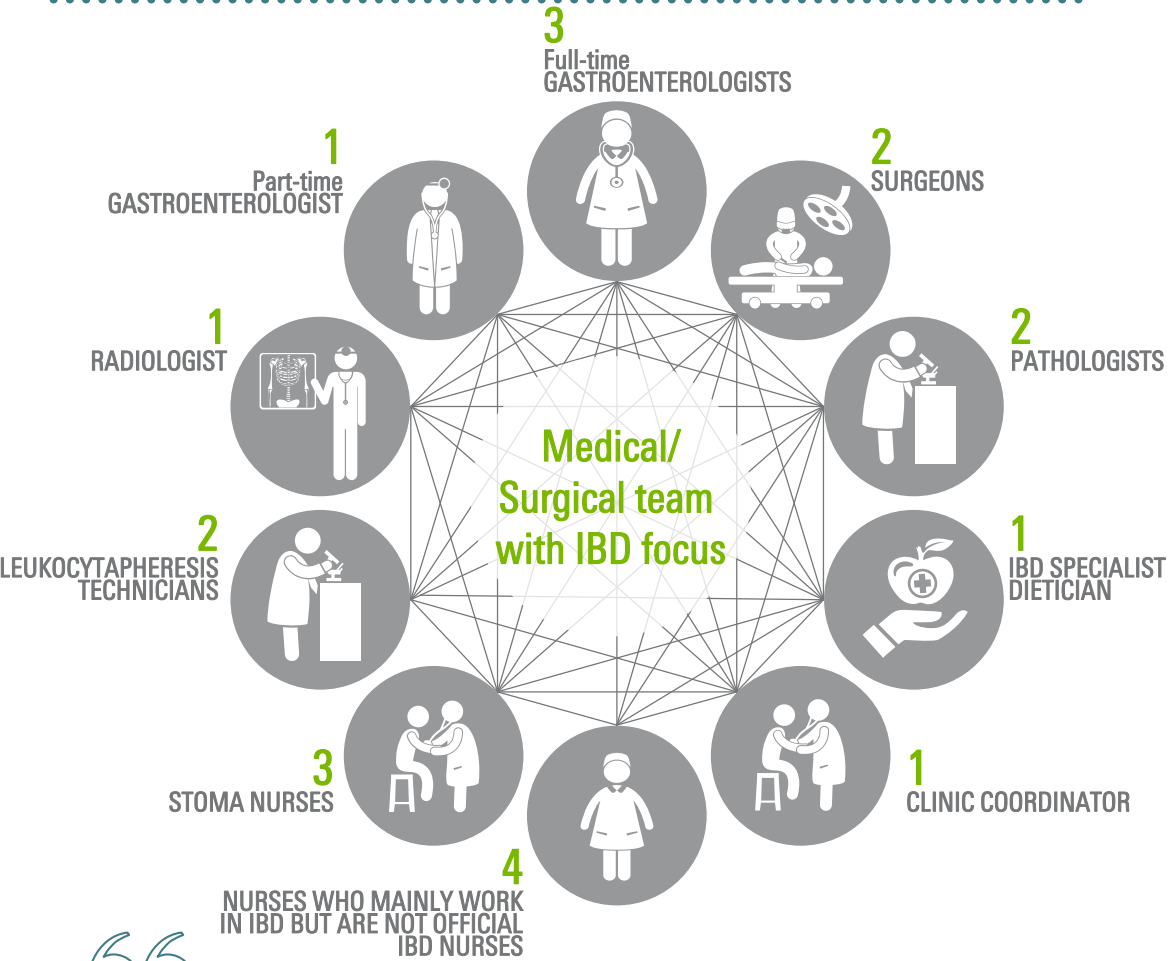 3
Full-time
GASTROENTEROLOGISTS
2
SURGEONS
2
PATHOLOGISTS
1
IBD SPECIALIST
DIETICIAN
1
CLINIC COORDINATOR
4
NURSES WHO MAINLY WORK
IN IBD BUT ARE NOT OFFICIAL
IBD NURSES
3
STOMA NURSES
2
LEUKOCYTAPHERESIS
TECHNICIANS
1
RADIOLOGIST
1
Part-time
GASTROENTEROLOGIST
Medical/
Surgical team
with IBD focus
“